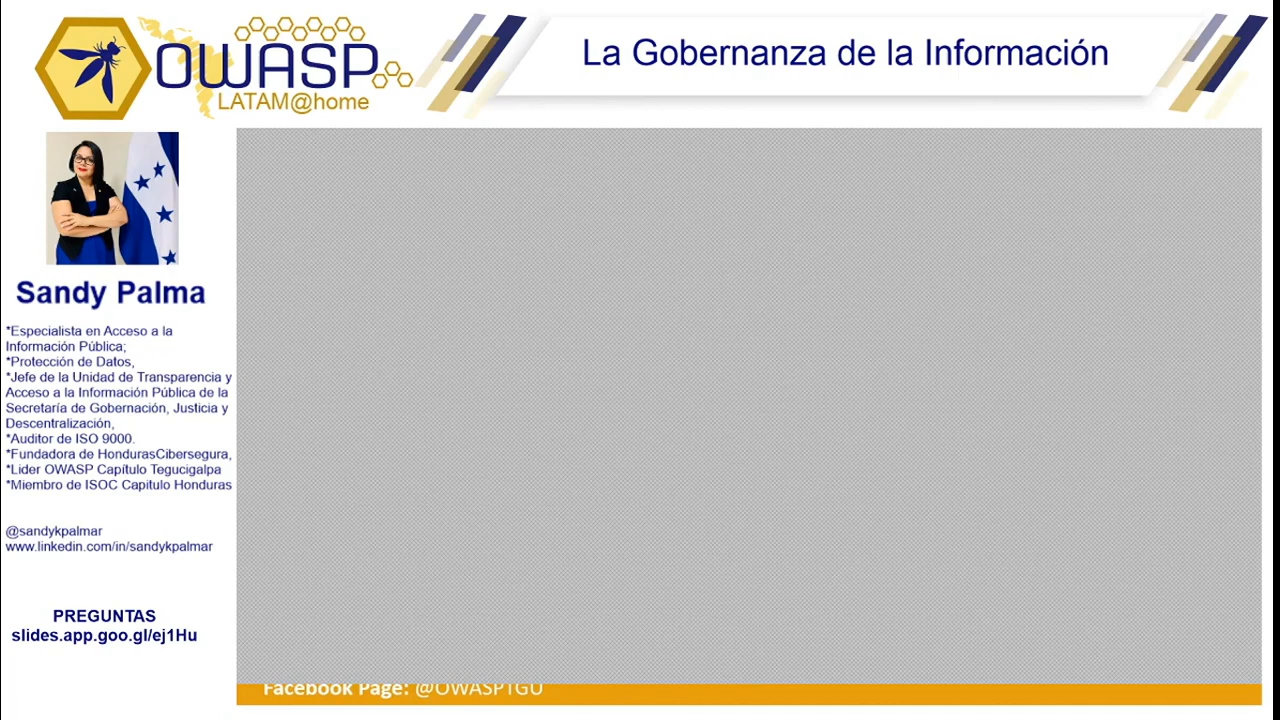 OWASP
LATAM@home
La Gobernanza de la Información
Sandy Palma
*Especialista en Acceso a la
Información Pública;
*Protección de Datos,
*Jefe de la Unidad de Transparencia y
Acceso a la Información Pública de la
Secretaría de Gobernación, Justicia y
Descentralización,
*Auditor de ISO 9000.
*Fundadora de HondurasCibersegura,
*Lider OWASP Capítulo Tegucigalpa
*Miembro de ISOC Capitulo Honduras
@sandykpalmar
www.linkedin.com/in/sandykpalmar
PREGUNTAS
slides.app.goo.gl/ej1Hu
Facebook Page: @OWASPTGU